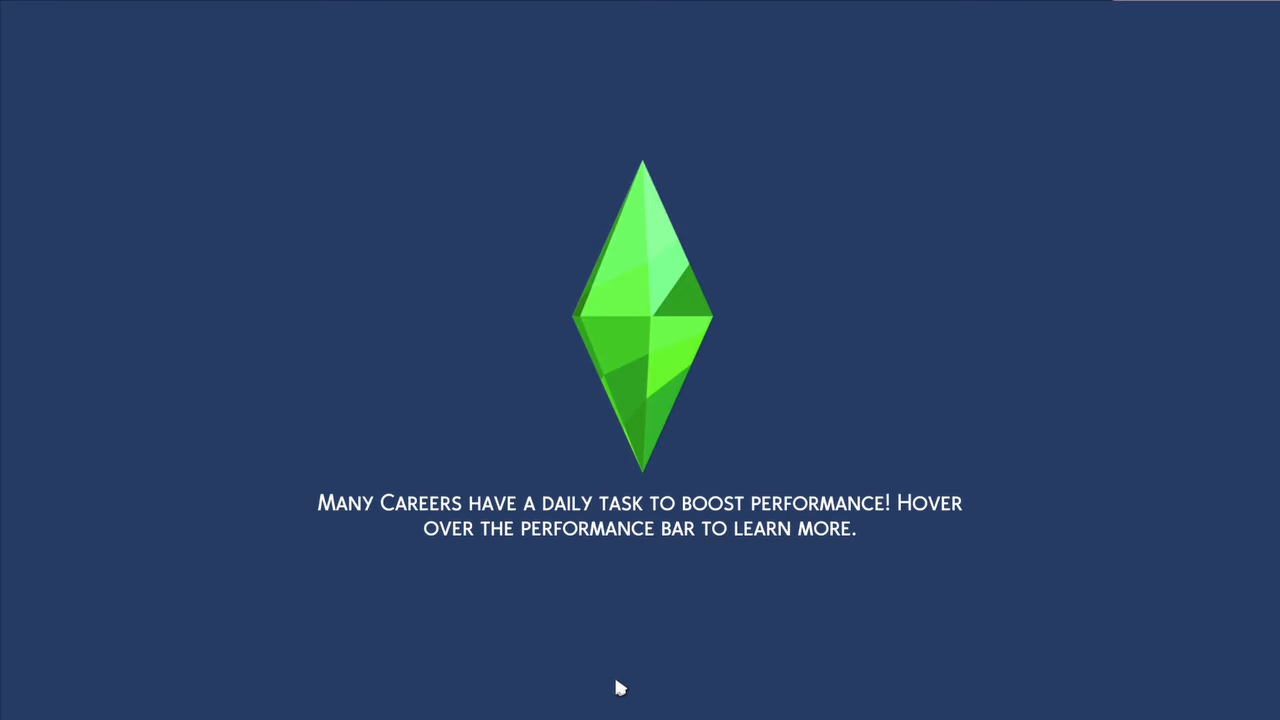 Many Careers have a daily task to boost performance! Hover
over the performance bar to learn more.